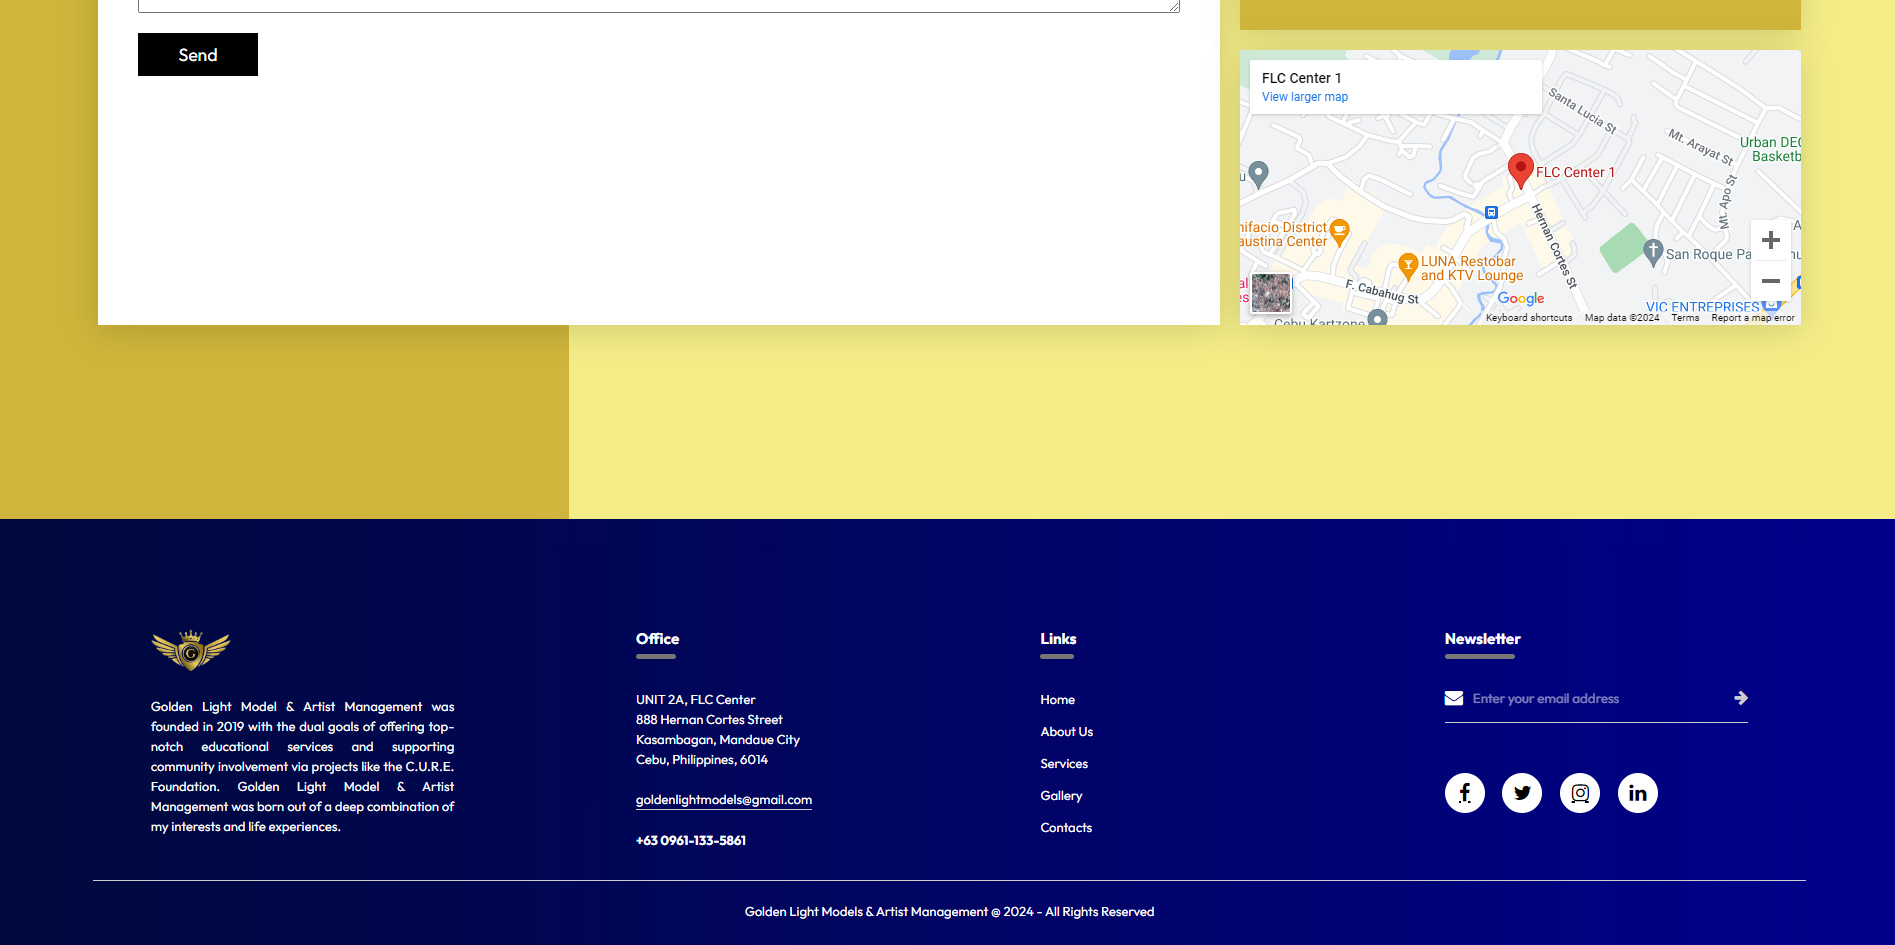 Send
FLC Center 1
View larger map
Santa Lucia St
Mt. Arayat St
Urban DEC
Basketb
FLC Center 1
Mt. Apo St
Hernan Cortes St
nifacio District
austina Center
San Roque Pa
LUNA Restobar
and KTV Lounge
F. Cabahug St
Google
VIC ENTREPRISES
Cebu Kartzone
Keyboard shortcuts Map data ©2024 Terms Report a map error
Golden Light Model & Artist Management was
founded in 2019 with the dual goals of offering top-
notch educational services and supporting
community involvement via projects like the C.U.R.E.
Foundation. Golden Light Model & Artist
Management was born out of a deep combination of
my interests and life experiences.
Office
UNIT 2A, FLC Center
888 Hernan Cortes Street
Kasambagan, Mandaue City
Cebu, Philippines, 6014
goldenlightmodels@gmail.com
+63 0961-133-5861
Links
Home
About Us
Services
Gallery
Contacts
Newsletter
Enter your email address
Golden Light Models & Artist Management @ 2024 - All Rights Reserved